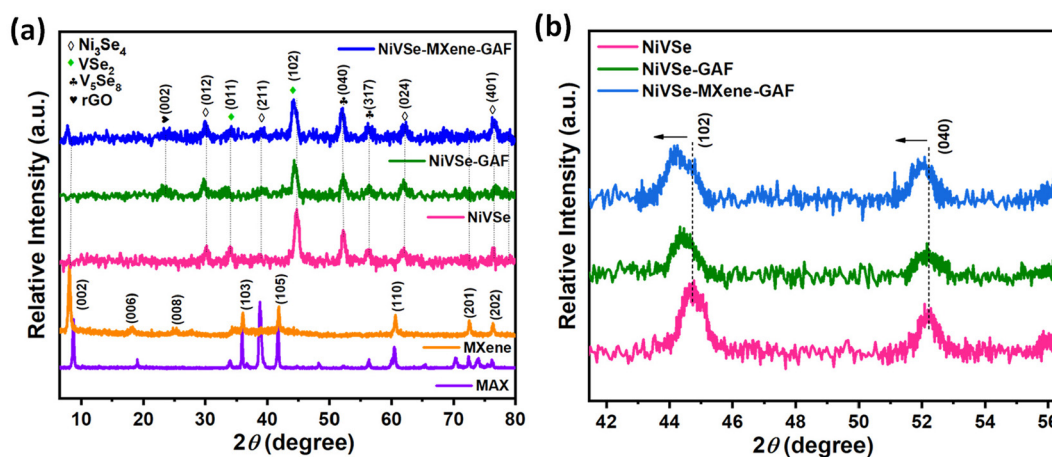 (a)
◊ Ni₃Se₄
♦ VSe₂
♣ V₅Se₈
♥ rGO
NiVSe-MXene-GAF
♥(002)
◊(012)
♦(011)
◊(211)
♦(102)
♣(040)
♣(317)
◊(024)
◊(401)
NiVSe-GAF
NiVSe
(002)
(006)
(008)
(103)
(105)
(110)
(201)
(202)
MXene
MAX
Relative Intensity (a.u.)
10 20 30 40 50 60 70 80
2θ (degree)
(b)
NiVSe
NiVSe-GAF
NiVSe-MXene-GAF
(102)
(040)
Relative Intensity (a.u.)
42 44 46 48 50 52 54 56
2θ (degree)